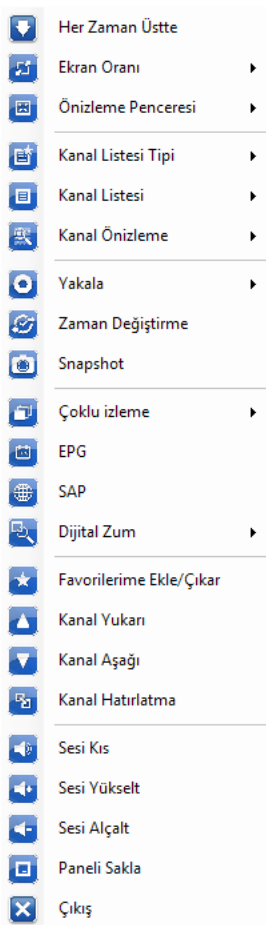 Her Zaman Üstte
Ekran Oranı
Önizleme Penceresi
Kanal Listesi Tipi
Kanal Listesi
Kanal Önizleme
Yakala
Zaman Değiştirme
Snapshot
Çoklu izleme
EPG
SAP
Dijital Zum
Favorilerime Ekle/Çıkar
Kanal Yukarı
Kanal Aşağı
Kanal Hatırlatma
Sesi Kıs
Sesi Yükselt
Sesi Alçalt
Paneli Sakla
Çıkış